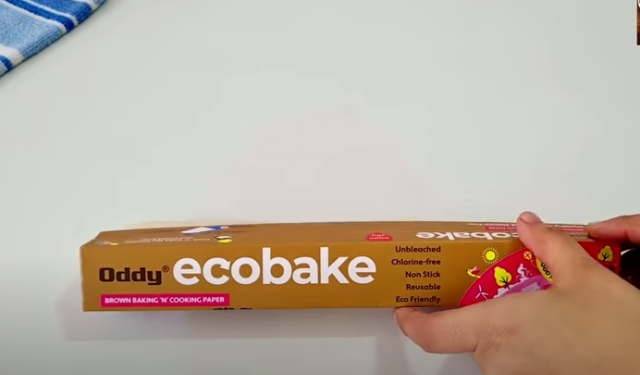 ecobake
Oddy® ecobake
BROWN BAKING 'N' COOKING PAPER
Unbleached
Chlorine-free
Non Stick
Reusable
Eco Friendly